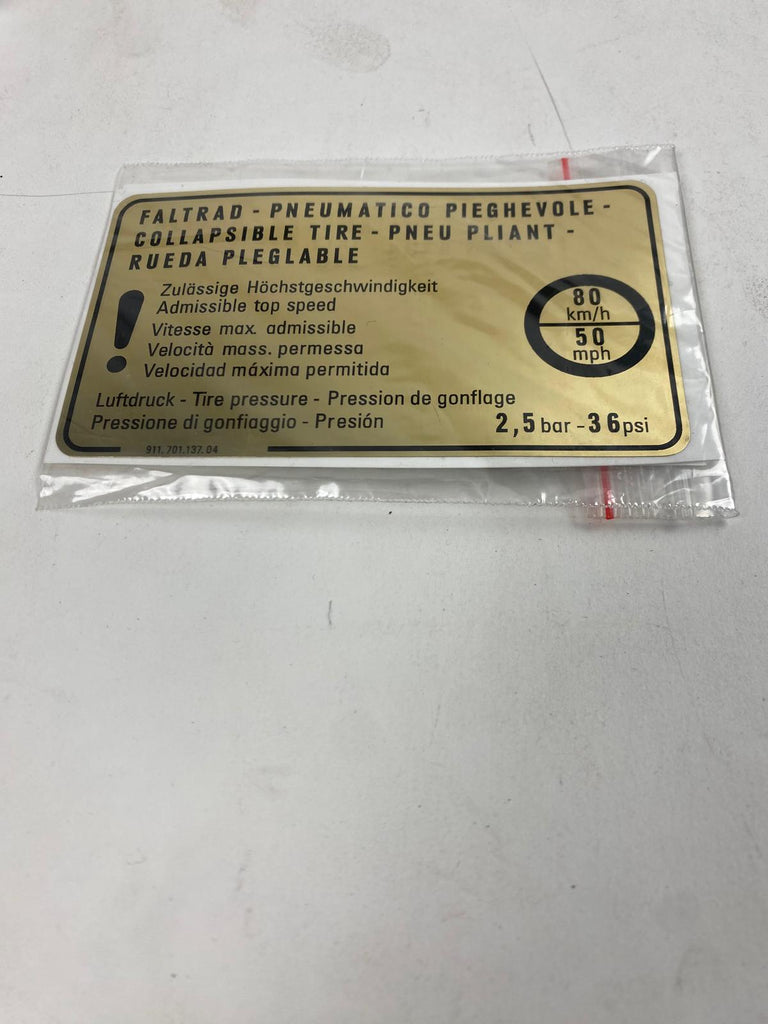 FALTRAD - PNEUMATICO PIEGHEVOLE -
COLLAPSIBLE TIRE - PNEU PLIANT -
RUEDA PLEGLABLE
! Zulässige Höchstgeschwindigkeit
Admissible top speed
Vitesse max. admissible
Velocità mass. permessa
Velocidad máxima permitida
80
km/h
50
mph
Luftdruck - Tire pressure - Pression de gonflage
Pressione di gonfiaggio - Presión 2,5 bar - 36 psi
911.701.137.04